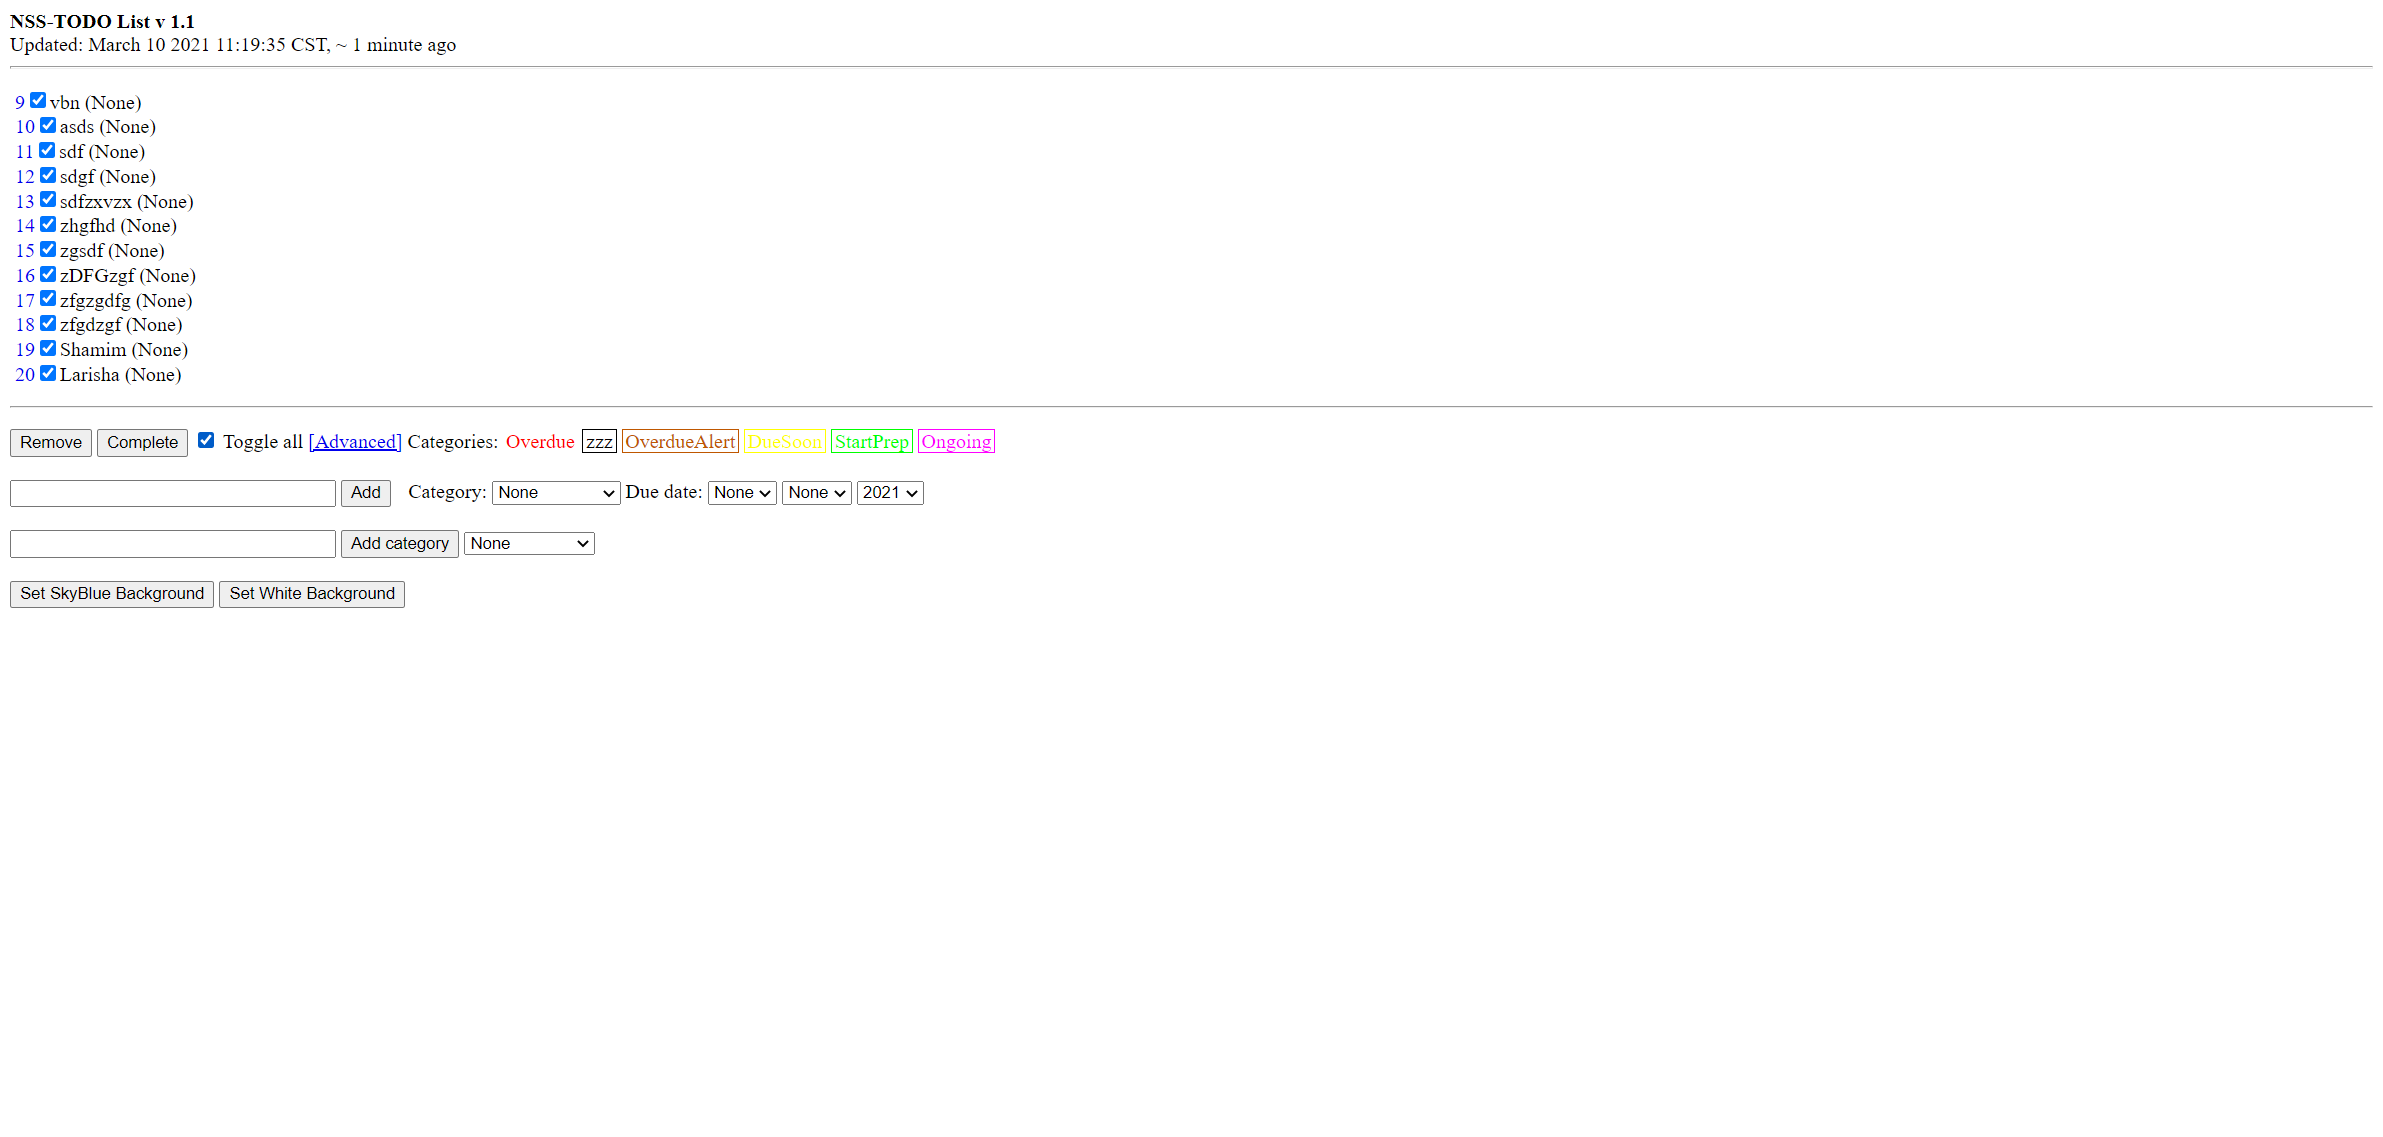 NSS-TODO List v 1.1
Updated: March 10 2021 11:19:35 CST, ~ 1 minute ago
9 vbn (None)
10 asds (None)
11 sdf (None)
12 sdgf (None)
13 sdfzxvzx (None)
14 zhgfhd (None)
15 zgsdf (None)
16 zDFGzgf (None)
17 zfgzgdfg (None)
18 zfgdzgf (None)
19 Shamim (None)
20 Larisha (None)
Remove Complete Toggle all [Advanced] Categories: Overdue zzz OverdueAlert DueSoon StartPrep Ongoing
Add Category: None Due date: None None 2021
Add category None
Set SkyBlue Background Set White Background